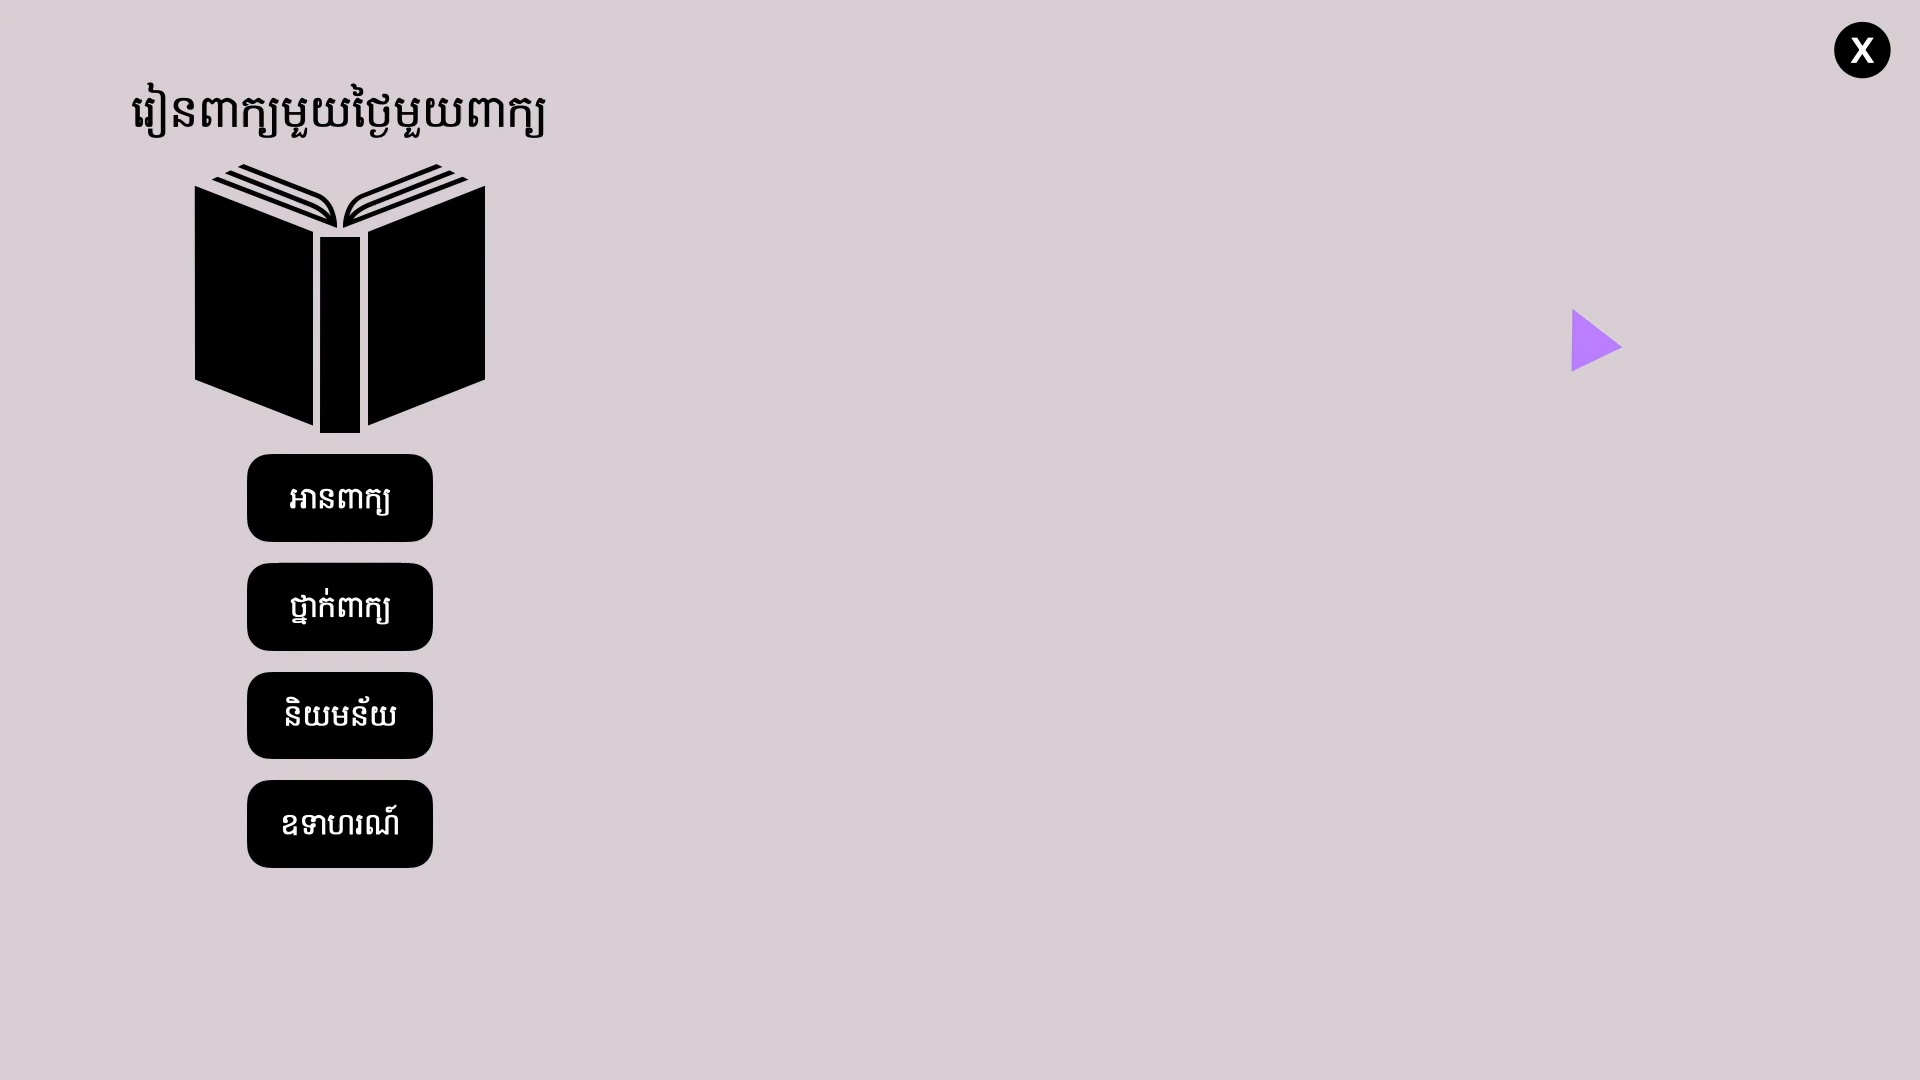 X
រៀនពាក្យមួយថ្ងៃមួយពាក្យ
អានពាក្យ
ថ្នាក់ពាក្យ
និយមន័យ
ឧទាហរណ៍